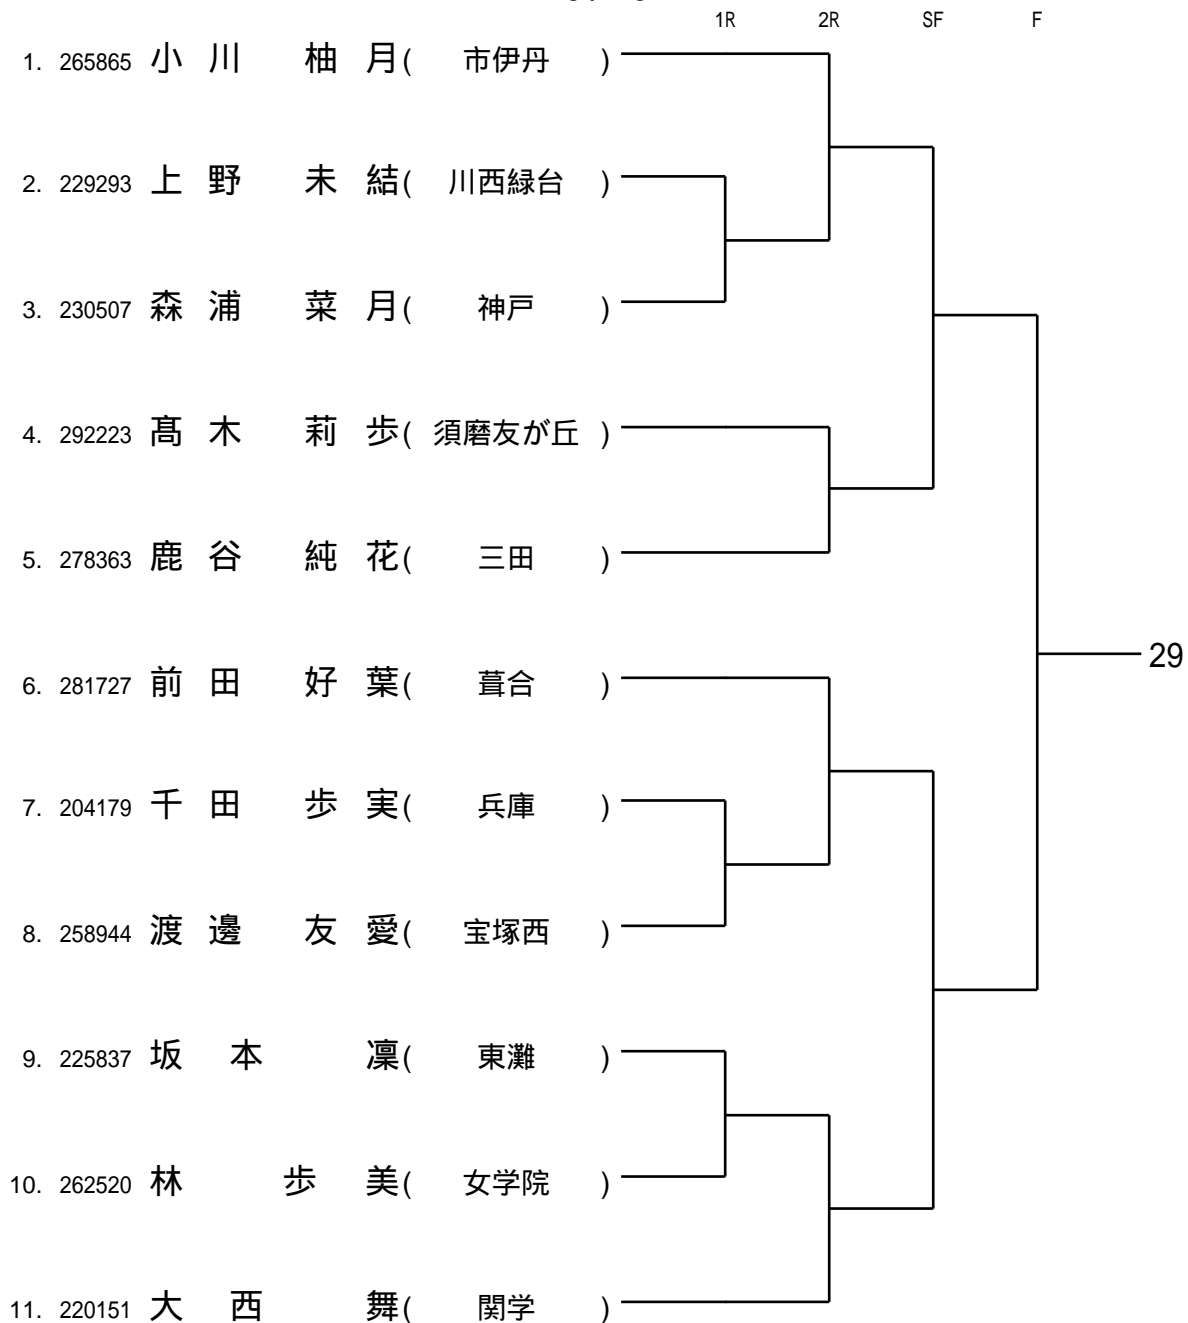 1R 2R SF F
1. 265865 小 川 柚 月( 市伊丹 )
2. 229293 上 野 未 結( 川西緑台 )
3. 230507 森 浦 菜 月( 神戸 )
4. 292223 髙 木 莉 歩( 須磨友が丘 )
5. 278363 鹿 谷 純 花( 三田 )
29
6. 281727 前 田 好 葉( 葺合 )
7. 204179 千 田 歩 実( 兵庫 )
8. 258944 渡 邊 友 愛( 宝塚西 )
9. 225837 坂 本 凜( 東灘 )
10. 262520 林 歩 美( 女学院 )
11. 220151 大 西 舞( 関学 )